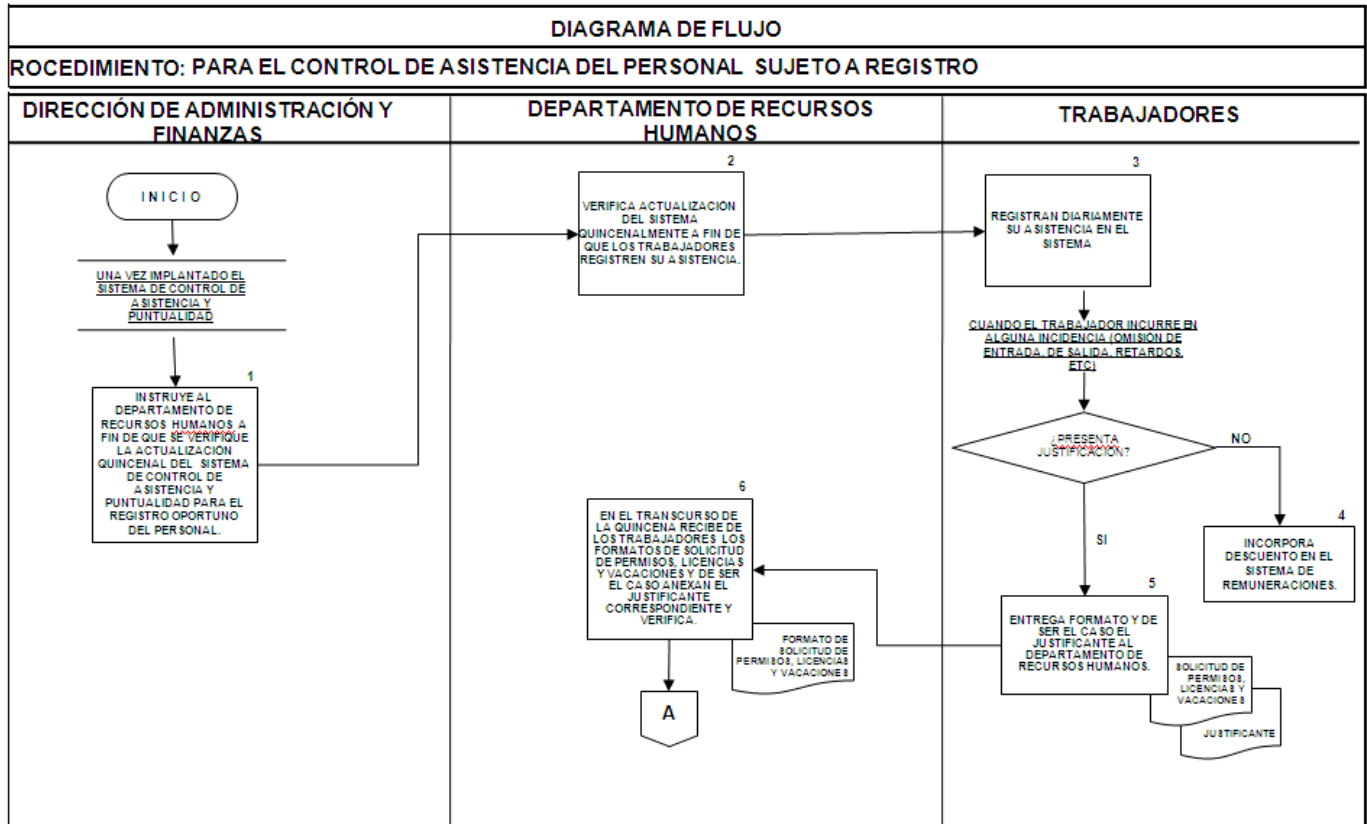 DIAGRAMA DE FLUJO
ROCEDIMIENTO: PARA EL CONTROL DE ASISTENCIA DEL PERSONAL SUJETO A REGISTRO
DIRECCIÓN DE ADMINISTRACIÓN Y
FINANZAS
DEPARTAMENTO DE RECURSOS
HUMANOS
TRABAJADORES
INICIO
UNA VEZ IMPLANTADO EL
SISTEMA DE CONTROL DE
ASISTENCIA Y
PUNTUALIDAD
1
INSTRUYE AL
DEPARTAMENTO DE
RECURSOS HUMANOS A
FIN DE QUE SE VERIFIQUE
LA ACTUALIZACIÓN
QUINCENAL DEL SISTEMA
DE CONTROL DE
ASISTENCIA Y
PUNTUALIDAD PARA EL
REGISTRO OPORTUNO
DEL PERSONAL.
2
VERIFICA ACTUALIZACIÓN
DEL SISTEMA
QUINCENALMENTE A FIN DE
QUE LOS TRABAJADORES
REGISTREN SU ASISTENCIA.
3
REGISTRAN DIARIAMENTE
SU ASISTENCIA EN EL
SISTEMA
CUANDO EL TRABAJADOR INCURRE EN
ALGUNA INCIDENCIA (OMISIÓN DE
ENTRADA, DE SALIDA, RETARDOS,
ETC)
¿PRESENTA
JUSTIFICACIÓN?
NO
SI
4
INCORPORA
DESCUENTO EN EL
SISTEMA DE
REMUNERACIONES.
5
ENTREGA FORMATO Y DE
SER EL CASO EL
JUSTIFICANTE AL
DEPARTAMENTO DE
RECURSOS HUMANOS.
SOLICITUD DE
PERMISOS,
LICENCIAS Y
VACACIONES
JUSTIFICANTE
6
EN EL TRANSCURSO DE
LA QUINCENA RECIBE DE
LOS TRABAJADORES LOS
FORMATOS DE SOLICITUD
DE PERMISOS, LICENCIAS
Y VACACIONES Y DE SER
EL CASO ANEXAN EL
JUSTIFICANTE
CORRESPONDIENTE Y
VERIFICA.
FORMATO DE
SOLICITUD DE
PERMISOS, LICENCIAS
Y VACACIONES
A